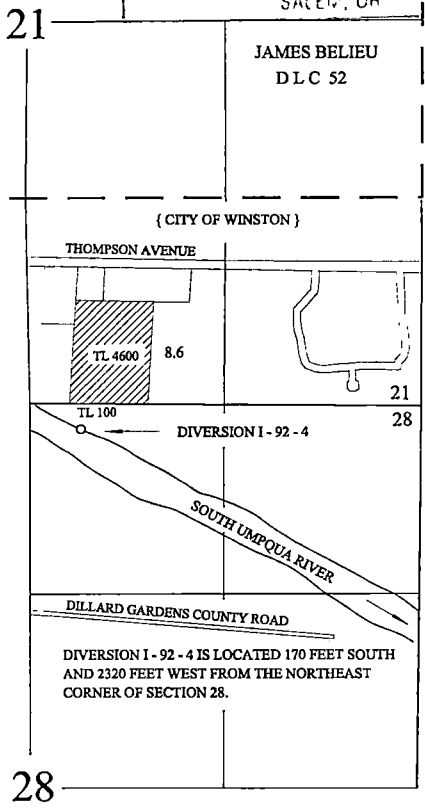 SALEM, OR
21
JAMES BELIEU
DLC 52
{ CITY OF WINSTON }
THOMPSON AVENUE
TL 4600
8.6
21
28
TL 100
DIVERSION I - 92 - 4
SOUTH UMPQUA RIVER
DILLARD GARDENS COUNTY ROAD
DIVERSION I - 92 - 4 IS LOCATED 170 FEET SOUTH
AND 2320 FEET WEST FROM THE NORTHEAST
CORNER OF SECTION 28.
28